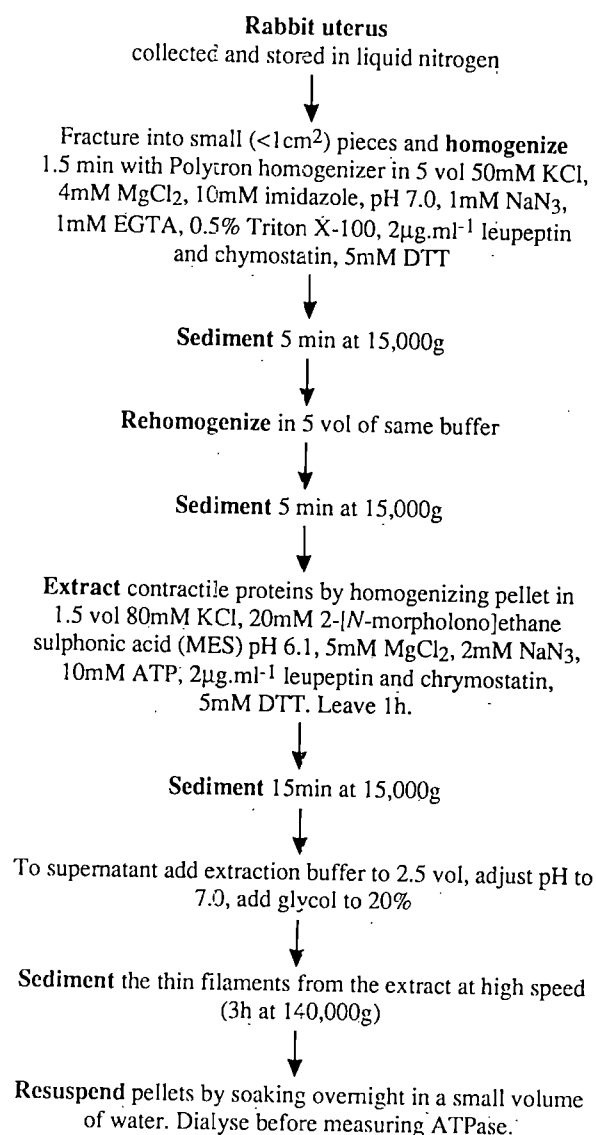 Rabbit uterus
collected and stored in liquid nitrogen
Fracture into small (<1cm²) pieces and homogenize
1.5 min with Polytron homogenizer in 5 vol 50mM KCl,
4mM MgCl₂, 10mM imidazole, pH 7.0, 1mM NaN₃,
1mM EGTA, 0.5% Triton X-100, 2µg.ml⁻¹ leupeptin
and chymostatin, 5mM DTT
Sediment 5 min at 15,000g
Rehomogenize in 5 vol of same buffer
Sediment 5 min at 15,000g
Extract contractile proteins by homogenizing pellet in
1.5 vol 80mM KCl, 20mM 2-[N-morpholono]ethane
sulphonic acid (MES) pH 6.1, 5mM MgCl₂, 2mM NaN₃,
10mM ATP, 2µg.ml⁻¹ leupeptin and chrymostatin,
5mM DTT. Leave 1h.
Sediment 15min at 15,000g
To supernatant add extraction buffer to 2.5 vol, adjust pH to
7.0, add glycol to 20%
Sediment the thin filaments from the extract at high speed
(3h at 140,000g)
Resuspend pellets by soaking overnight in a small volume
of water. Dialyse before measuring ATPase.